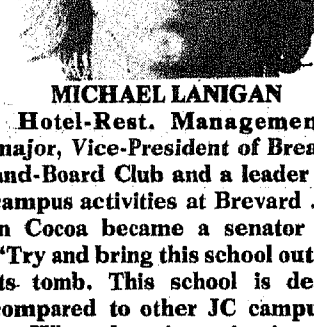 MICHAEL LANIGAN
Hotel-Rest. Managemen
major, Vice-President of Brea
and-Board Club and a leader
campus activities at Brevard
n Cocoa became a senator
"Try and bring this school out
ts tomb. This school is de
compared to other JC campu